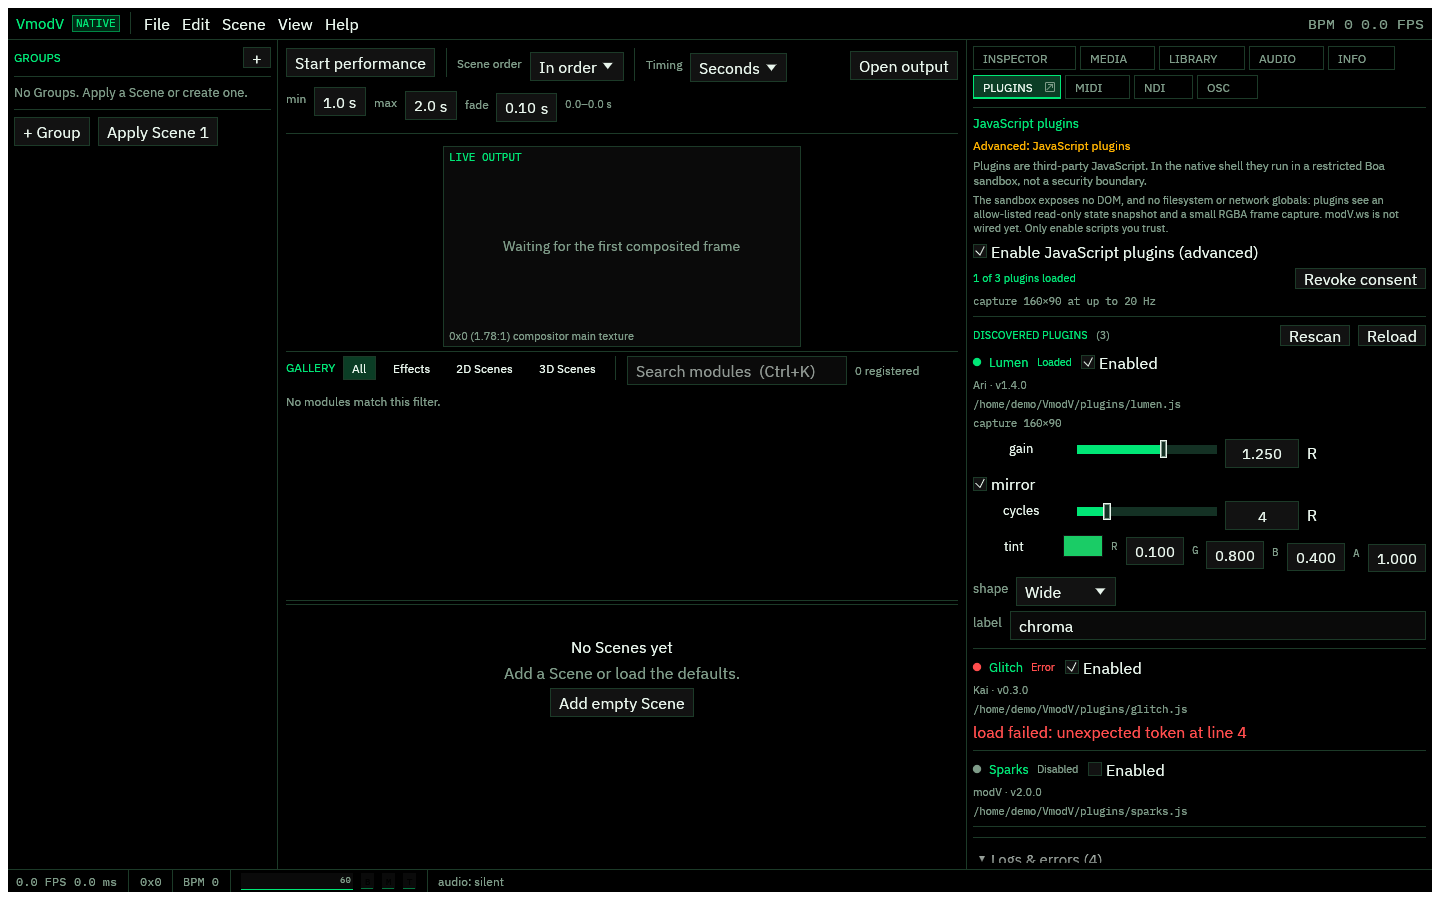 VmodV NATIVE File Edit Scene View Help BPM 0 0.0 FPS
GROUPS +
No Groups. Apply a Scene or create one.
+ Group Apply Scene 1
Start performance Scene order In order Timing Seconds Open output
min 1.0 s max 2.0 s fade 0.10 s 0.0–0.0 s
LIVE OUTPUT
Waiting for the first composited frame
0x0 (1.78:1) compositor main texture
GALLERY All Effects 2D Scenes 3D Scenes Search modules (Ctrl+K) 0 registered
No modules match this filter.
No Scenes yet
Add a Scene or load the defaults.
Add empty Scene
INSPECTOR MEDIA LIBRARY AUDIO INFO
PLUGINS MIDI NDI OSC
JavaScript plugins
Advanced: JavaScript plugins
Plugins are third-party JavaScript. In the native shell they run in a restricted Boa
sandbox, not a security boundary.
The sandbox exposes no DOM, and no filesystem or network globals: plugins see an
allow-listed read-only state snapshot and a small RGBA frame capture. modV.ws is not
wired yet. Only enable scripts you trust.
Enable JavaScript plugins (advanced)
1 of 3 plugins loaded Revoke consent
capture 160×90 at up to 20 Hz
DISCOVERED PLUGINS (3) Rescan Reload
Lumen Loaded Enabled
Ari · v1.4.0
/home/demo/VmodV/plugins/lumen.js
capture 160×90
gain 1.250 R
mirror
cycles 4 R
tint R 0.100 G 0.800 B 0.400 A 1.000
shape Wide
label chroma
Glitch Error Enabled
Kai · v0.3.0
/home/demo/VmodV/plugins/glitch.js
load failed: unexpected token at line 4
Sparks Disabled Enabled
modV · v2.0.0
/home/demo/VmodV/plugins/sparks.js
Logs & errors (4)
0.0 FPS 0.0 ms 0x0 BPM 0 60 audio: silent